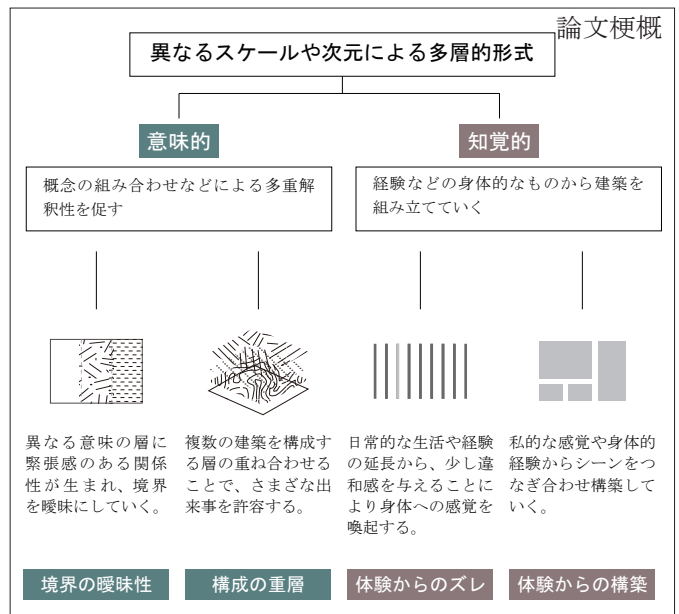 論文梗概
異なるスケールや次元による多層的形式
意味的
知覚的
概念の組み合わせなどによる多重解
釈性を促す
経験などの身体的なものから建築を
組み立てていく
異なる意味の層に
緊張感のある関係
性が生まれ、境界
を曖昧にしていく。
複数の建築を構成す
る層の重ね合わせる
ことで、さまざな出
来事を許容する。
日常的な生活や経験
の延長から、少し違
和感を与えることに
より身体への感覚を
喚起する。
私的な感覚や身体的
経験からシーンをつ
なぎ合わせ構築して
いく。
境界の曖昧性
構成の重層
体験からのズレ
体験からの構築